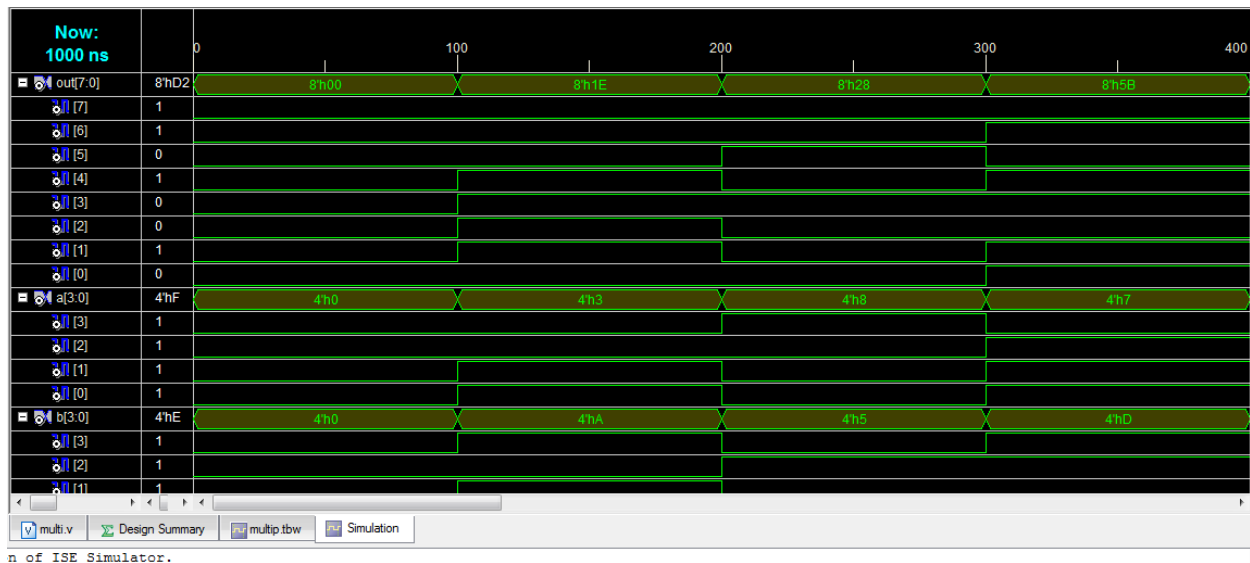 Now:
1000 ns
0 100 200 300 400
out[7:0] 8'hD2 8'h00 8'h1E 8'h28 8'h5B
[7] 1
[6] 1
[5] 0
[4] 1
[3] 0
[2] 0
[1] 1
[0] 0
a[3:0] 4'hF 4'h0 4'h3 4'h8 4'h7
[3] 1
[2] 1
[1] 1
[0] 1
b[3:0] 4'hE 4'h0 4'hA 4'h5 4'hD
[3] 1
[2] 1
[1] 1
multi.v Design Summary multip.tbw Simulation
n of ISE Simulator.